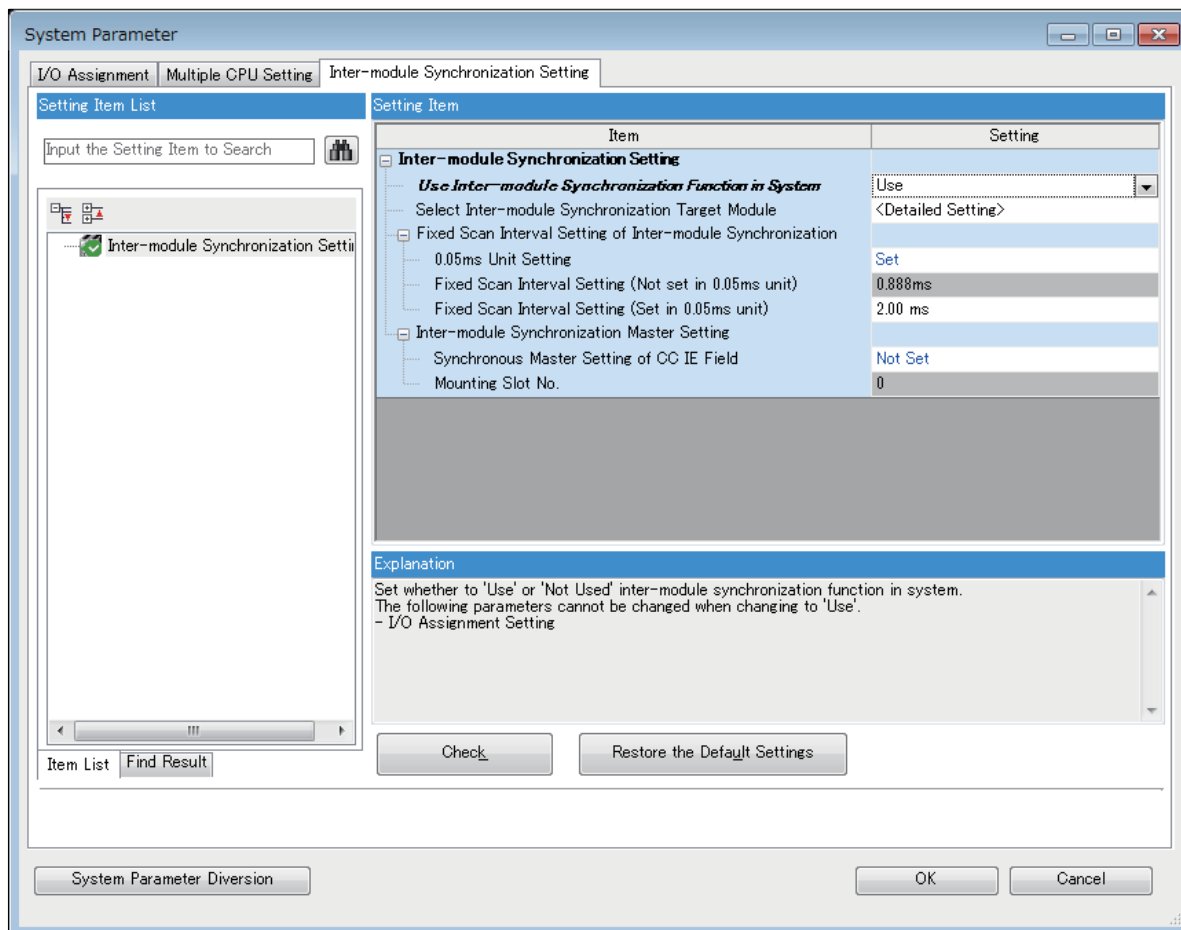 System Parameter
I/O Assignment
Multiple CPU Setting
Inter-module Synchronization Setting
Setting Item List
Input the Setting Item to Search
Inter-module Synchronization Setti
Item List
Find Result
Setting Item
Item Setting
Inter-module Synchronization Setting
Use Inter-module Synchronization Function in System Use
Select Inter-module Synchronization Target Module <Detailed Setting>
Fixed Scan Interval Setting of Inter-module Synchronization
0.05ms Unit Setting Set
Fixed Scan Interval Setting (Not set in 0.05ms unit) 0.888ms
Fixed Scan Interval Setting (Set in 0.05ms unit) 2.00 ms
Inter-module Synchronization Master Setting
Synchronous Master Setting of CC IE Field Not Set
Mounting Slot No. 0
Explanation
Set whether to 'Use' or 'Not Used' inter-module synchronization function in system.
The following parameters cannot be changed when changing to 'Use'.
- I/O Assignment Setting
Check
Restore the Default Settings
System Parameter Diversion
OK
Cancel